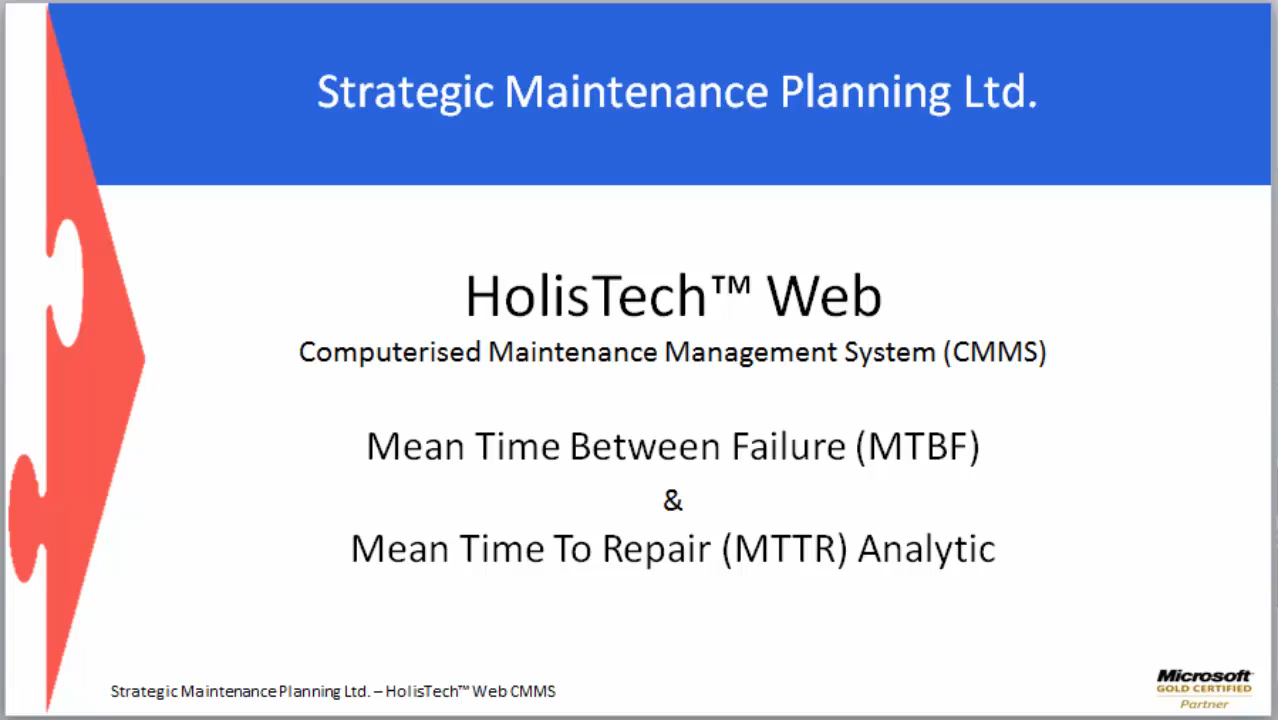 Strategic Maintenance Planning Ltd.
HolisTech™ Web
Computerised Maintenance Management System (CMMS)
Mean Time Between Failure (MTBF)
&
Mean Time To Repair (MTTR) Analytic
Strategic Maintenance Planning Ltd. – HolisTech™ Web CMMS
Microsoft
GOLD CERTIFIED
Partner